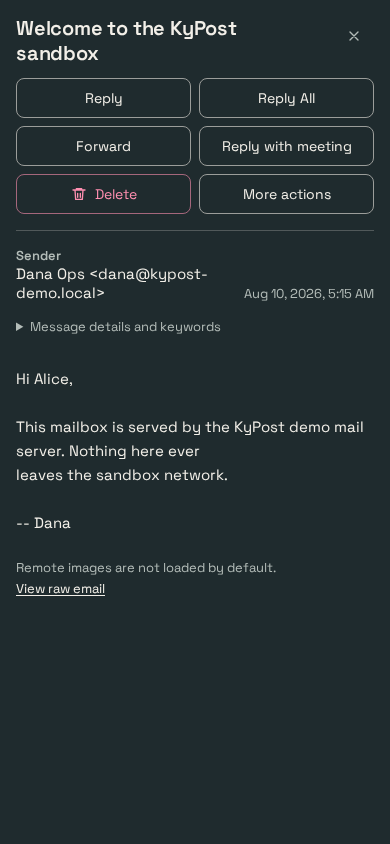 Welcome to the KyPost
sandbox
Reply
Reply All
Forward
Reply with meeting
Delete
More actions
Sender
Dana Ops <dana@kypost-
demo.local>
Aug 10, 2026, 5:15 AM
Message details and keywords
Hi Alice,
This mailbox is served by the KyPost demo mail
server. Nothing here ever
leaves the sandbox network.
-- Dana
Remote images are not loaded by default.
View raw email